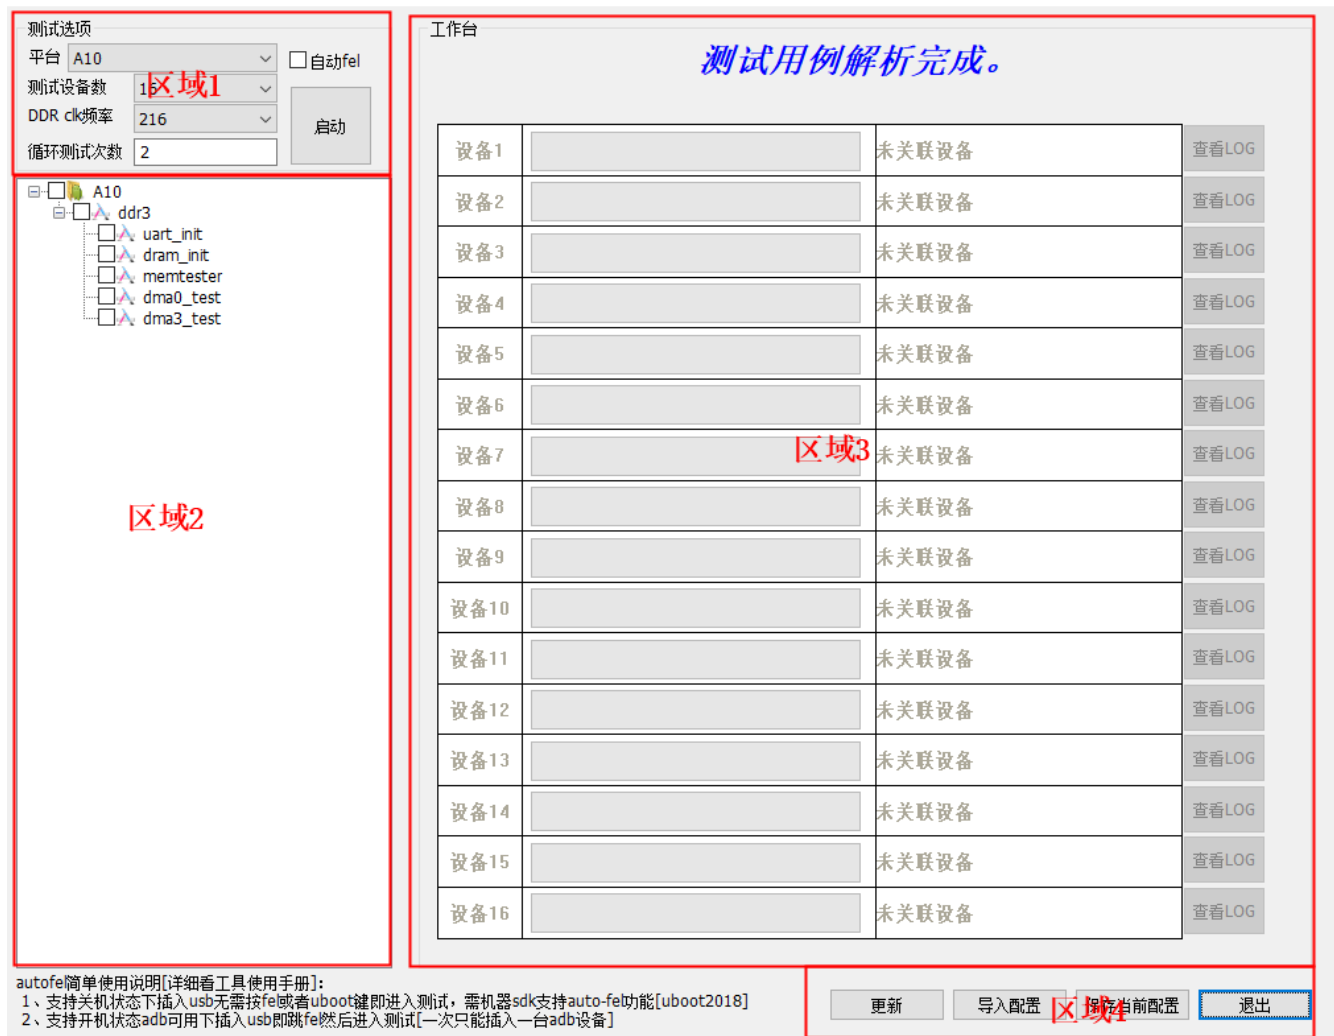 测试选项
平台 A10 自动fel
测试设备数 16
区域1
DDR clk频率 216
启动
循环测试次数 2
A10
ddr3
uart_init
dram_init
memtester
dma0_test
dma3_test
区域2
工作台
测试用例解析完成。
设备1 未关联设备 查看LOG
设备2 未关联设备 查看LOG
设备3 未关联设备 查看LOG
设备4 未关联设备 查看LOG
设备5 未关联设备 查看LOG
设备6 未关联设备 查看LOG
设备7 未关联设备 查看LOG
区域3
设备8 未关联设备 查看LOG
设备9 未关联设备 查看LOG
设备10 未关联设备 查看LOG
设备11 未关联设备 查看LOG
设备12 未关联设备 查看LOG
设备13 未关联设备 查看LOG
设备14 未关联设备 查看LOG
设备15 未关联设备 查看LOG
设备16 未关联设备 查看LOG
autofel简单使用说明[详细看工具使用手册]:
1、支持关机状态下插入usb无需按fel或者uboot键即进入测试，需机器sdk支持auto-fel功能[uboot2018]
2、支持开机状态adb可用下插入usb即跳fel然后进入测试[一次只能插入一台adb设备]
更新 导入配置 保存当前配置 退出
区域4